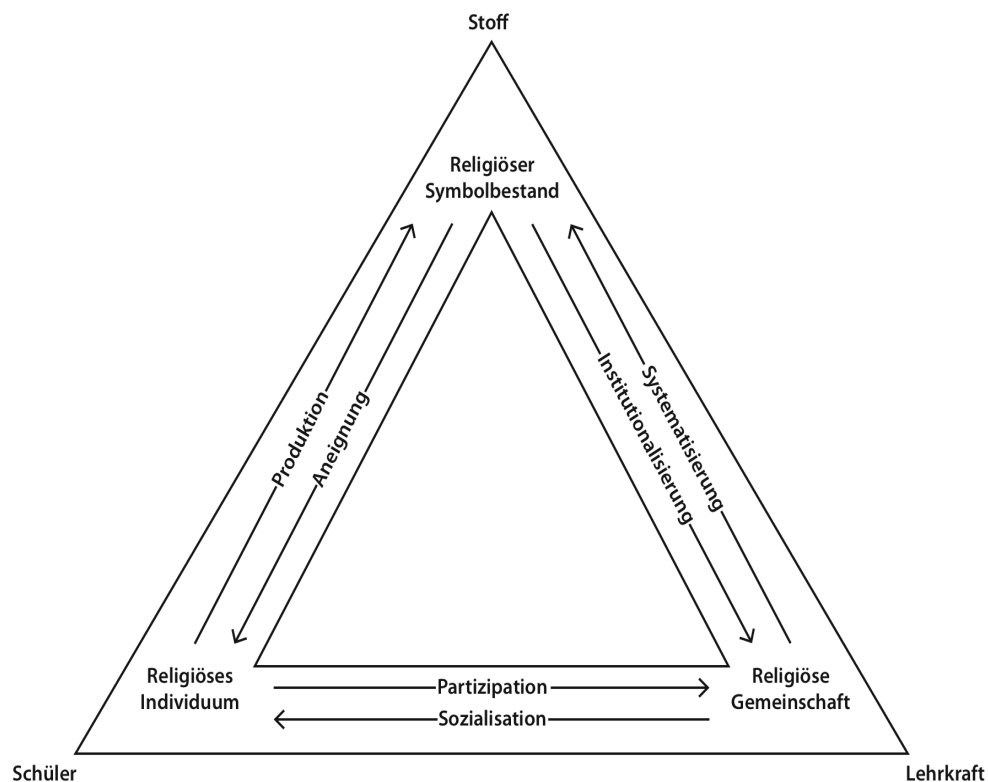 Stoff
Religiöser
Symbolbestand
Produktion
Aneignung
Institutionalisierung
Systematisierung
Religiöses
Individuum
Partizipation
Sozialisation
Religiöse
Gemeinschaft
Schüler
Lehrkraft